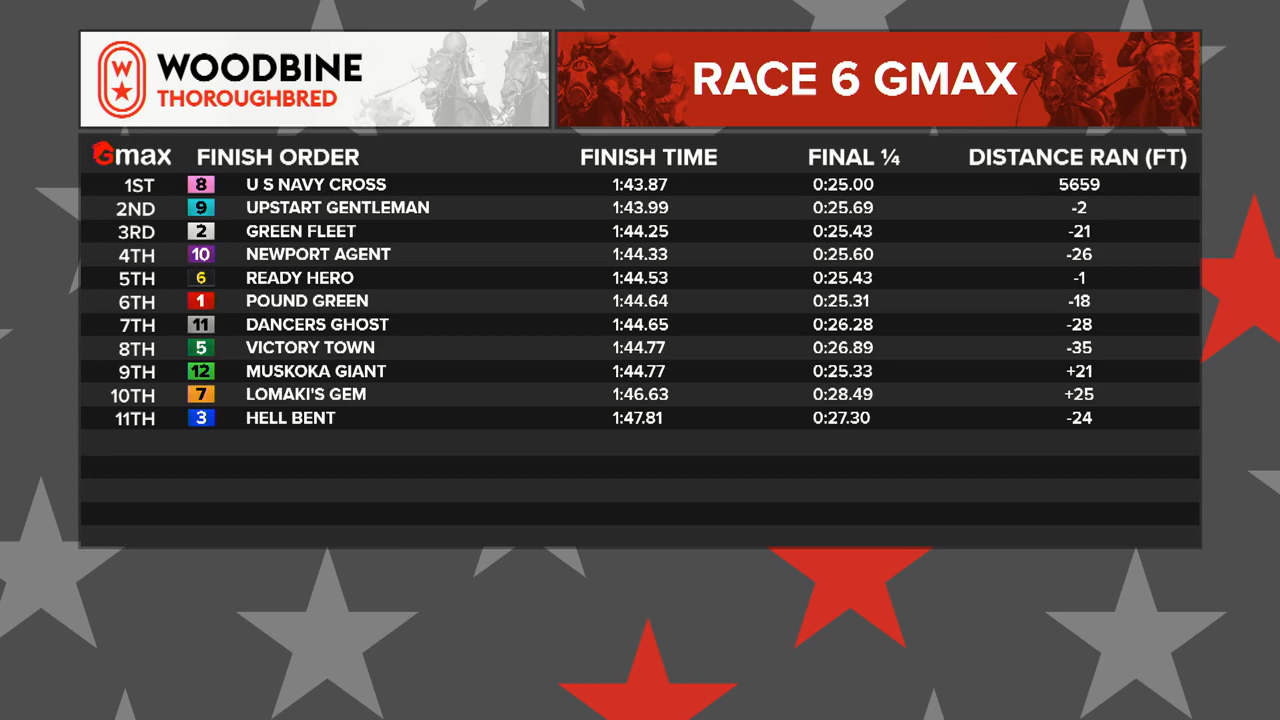 W WOODBINE
THOROUGHBRED
RACE 6 GMAX
Gmax FINISH ORDER FINISH TIME FINAL ¼ DISTANCE RAN (FT)
1ST 8 U S NAVY CROSS 1:43.87 0:25.00 5659
2ND 9 UPSTART GENTLEMAN 1:43.99 0:25.69 -2
3RD 2 GREEN FLEET 1:44.25 0:25.43 -21
4TH 10 NEWPORT AGENT 1:44.33 0:25.60 -26
5TH 6 READY HERO 1:44.53 0:25.43 -1
6TH 1 POUND GREEN 1:44.64 0:25.31 -18
7TH 11 DANCERS GHOST 1:44.65 0:26.28 -28
8TH 5 VICTORY TOWN 1:44.77 0:26.89 -35
9TH 12 MUSKOKA GIANT 1:44.77 0:25.33 +21
10TH 7 LOMAKI'S GEM 1:46.63 0:28.49 +25
11TH 3 HELL BENT 1:47.81 0:27.30 -24